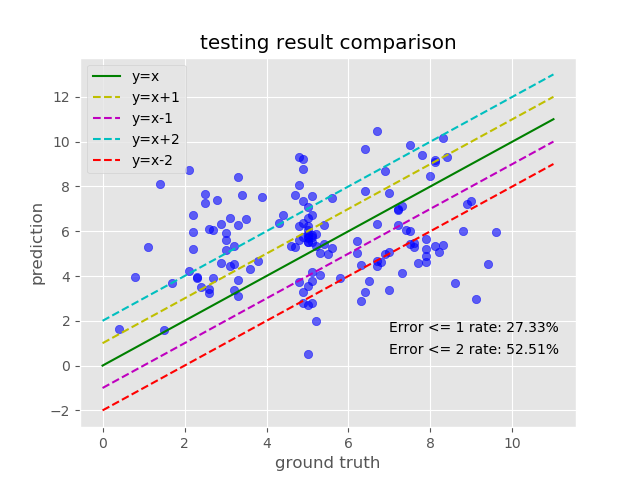 testing result comparison
y=x
y=x+1
y=x-1
y=x+2
y=x-2
12
10
8
6
4
2
0
−2
prediction
Error <= 1 rate: 27.33%
Error <= 2 rate: 52.51%
0 2 4 6 8 10
ground truth